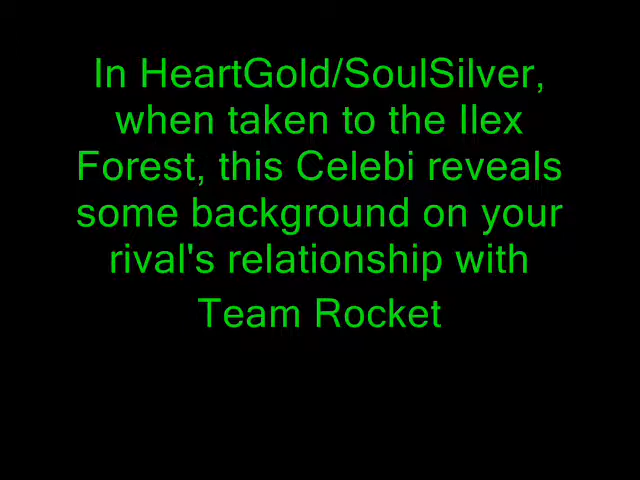 In HeartGold/SoulSilver,
when taken to the Ilex
Forest, this Celebi reveals
some background on your
rival's relationship with
Team Rocket